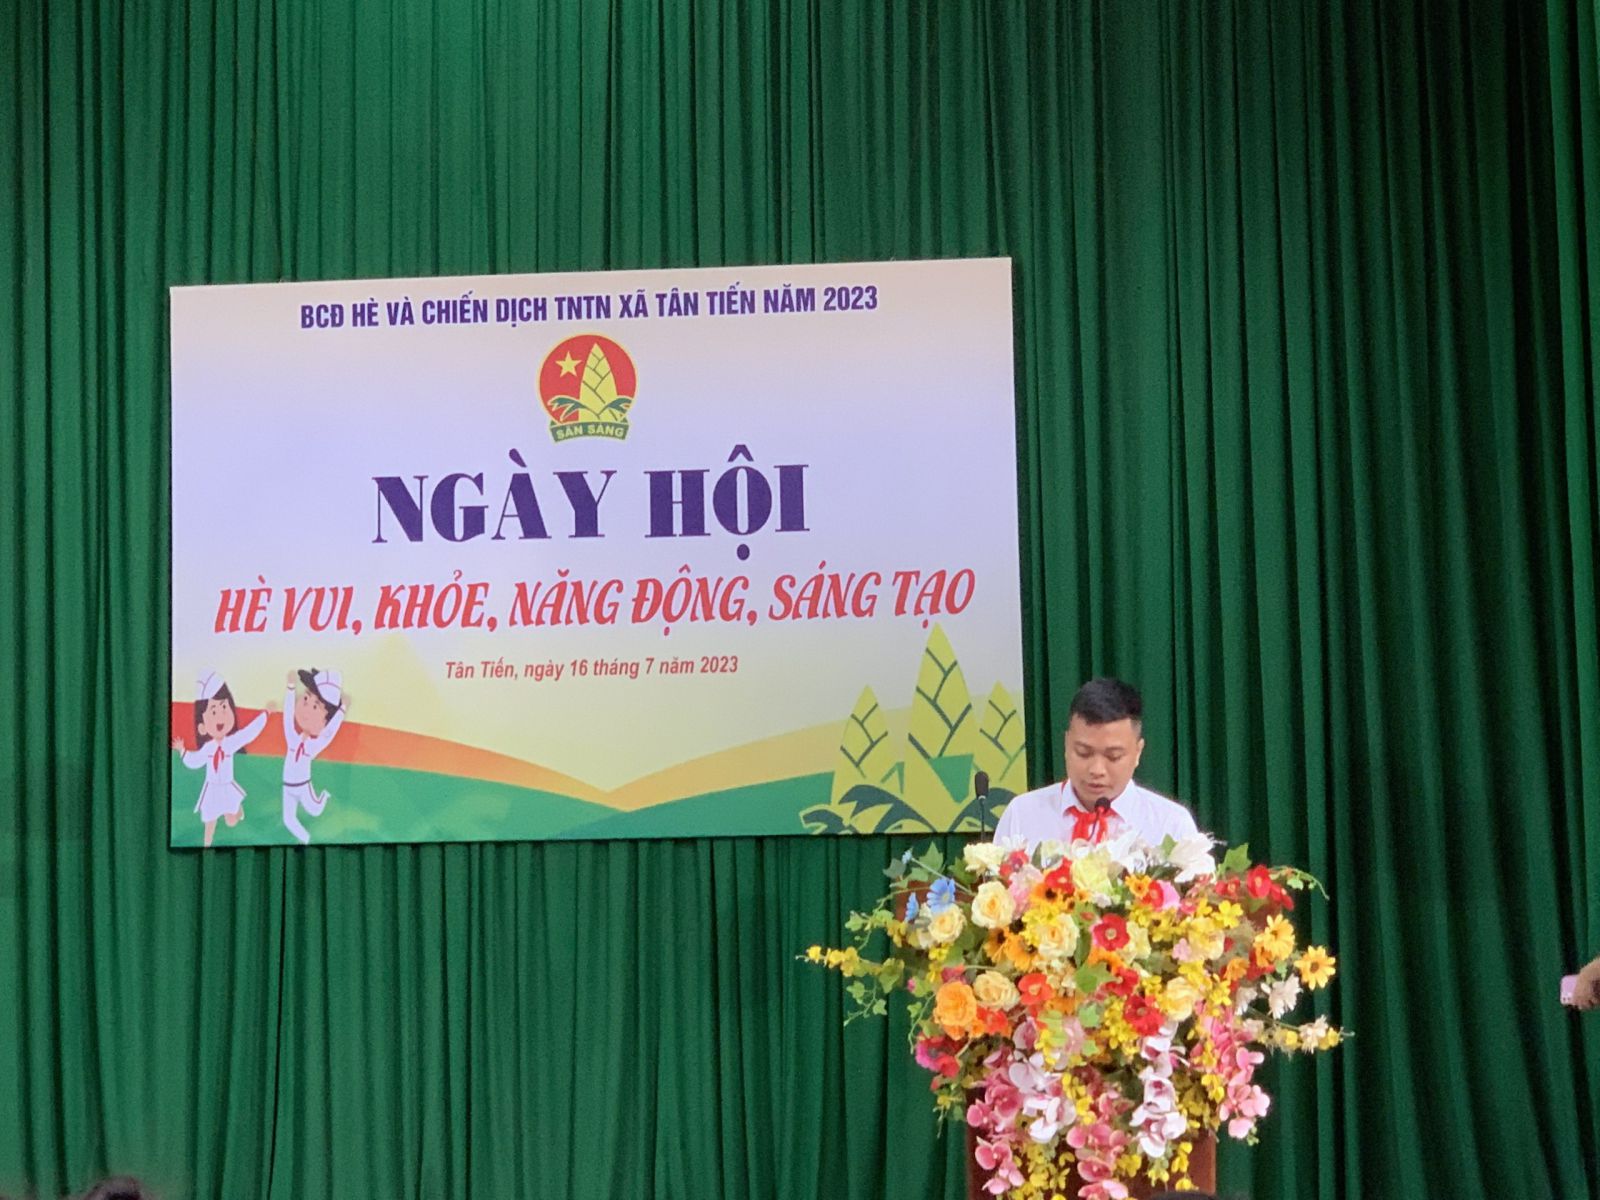 BCĐ HÈ VÀ CHIẾN DỊCH TNTN XÃ TÂN TIẾN NĂM 2023
SẴN SÀNG
NGÀY HỘI
HÈ VUI, KHỎE, NĂNG ĐỘNG, SÁNG TẠO
Tân Tiến, ngày 16 tháng 7 năm 2023